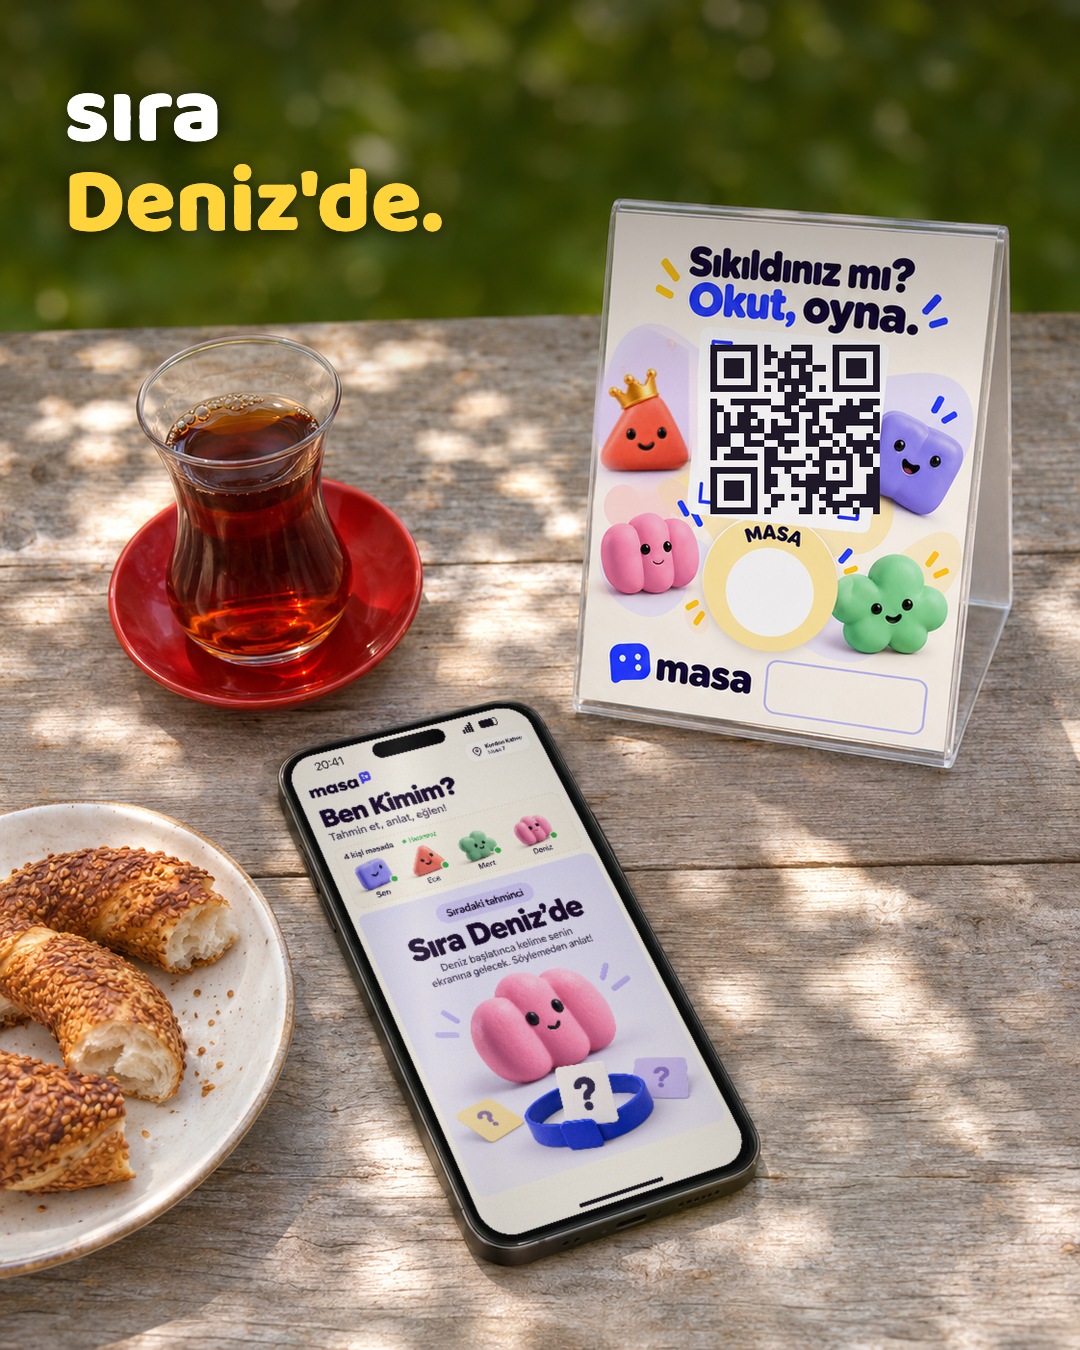 sıra
Deniz'de.
Sıkıldınız mı?
Okut, oyna.
MASA
masa
20:41
masa
Ben Kimim?
Tahmin et, anlat, eğlen!
4 kişi masada
Sen
Ece
Mert
Deniz
Sıradaki tahminci
Sıra Deniz'de
Deniz başlatınca kelime senin
ekranına gelecek. Söylemeden anlat!
?
?
?